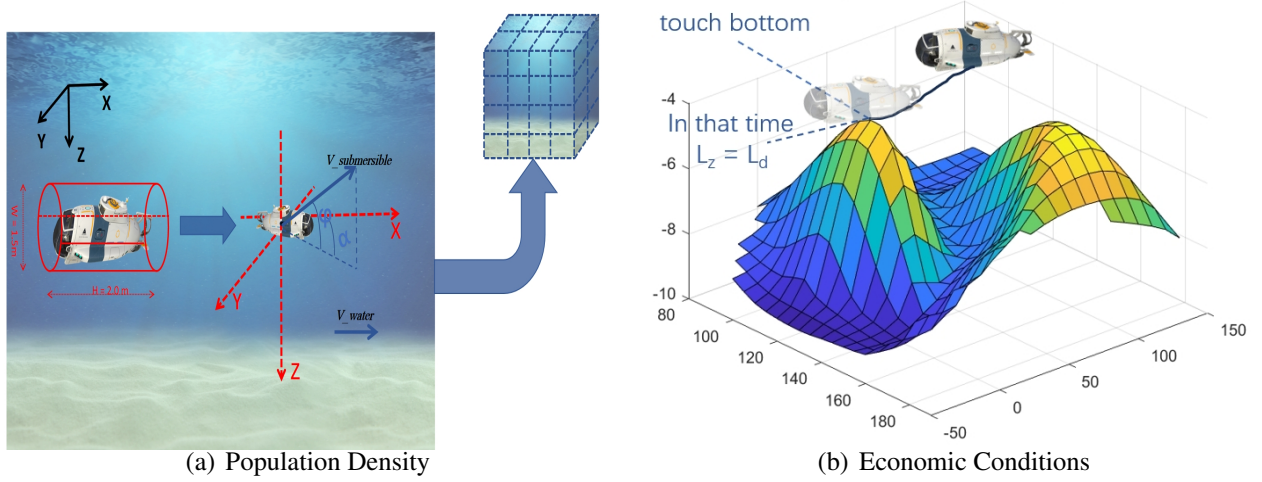 X
Y
Z
V_submersible
W = 1.5m
φ
α
X
H = 2.0 m
Y
V_water
Z
(a) Population Density
touch bottom
In that time
L_z = L_d
-4
-6
-8
-10
80
100
120
140
160
180
-50
0
50
100
150
(b) Economic Conditions